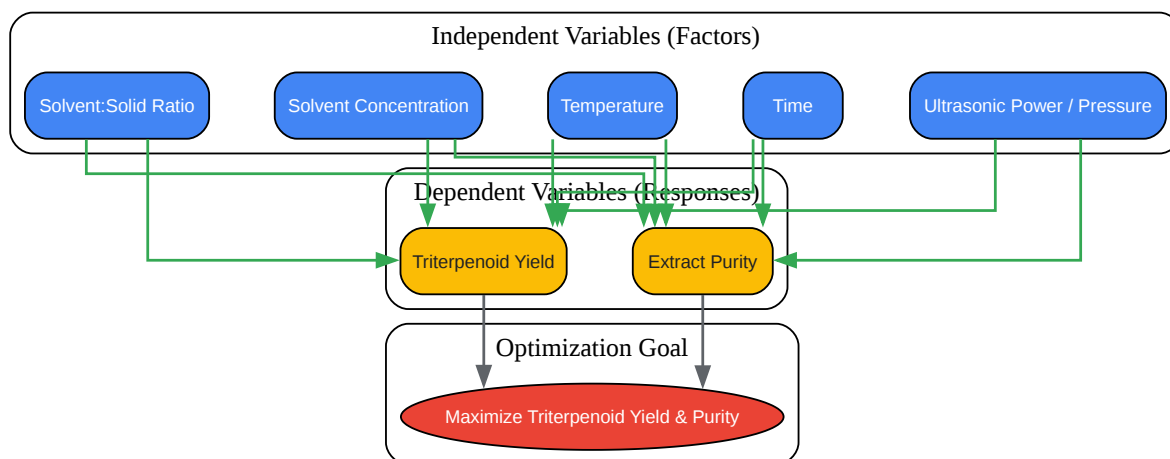 Independent Variables (Factors)
Solvent:Solid Ratio
Solvent Concentration
Temperature
Time
Ultrasonic Power / Pressure
Dependent Variables (Responses)
Triterpenoid Yield
Extract Purity
Optimization Goal
Maximize Triterpenoid Yield & Purity